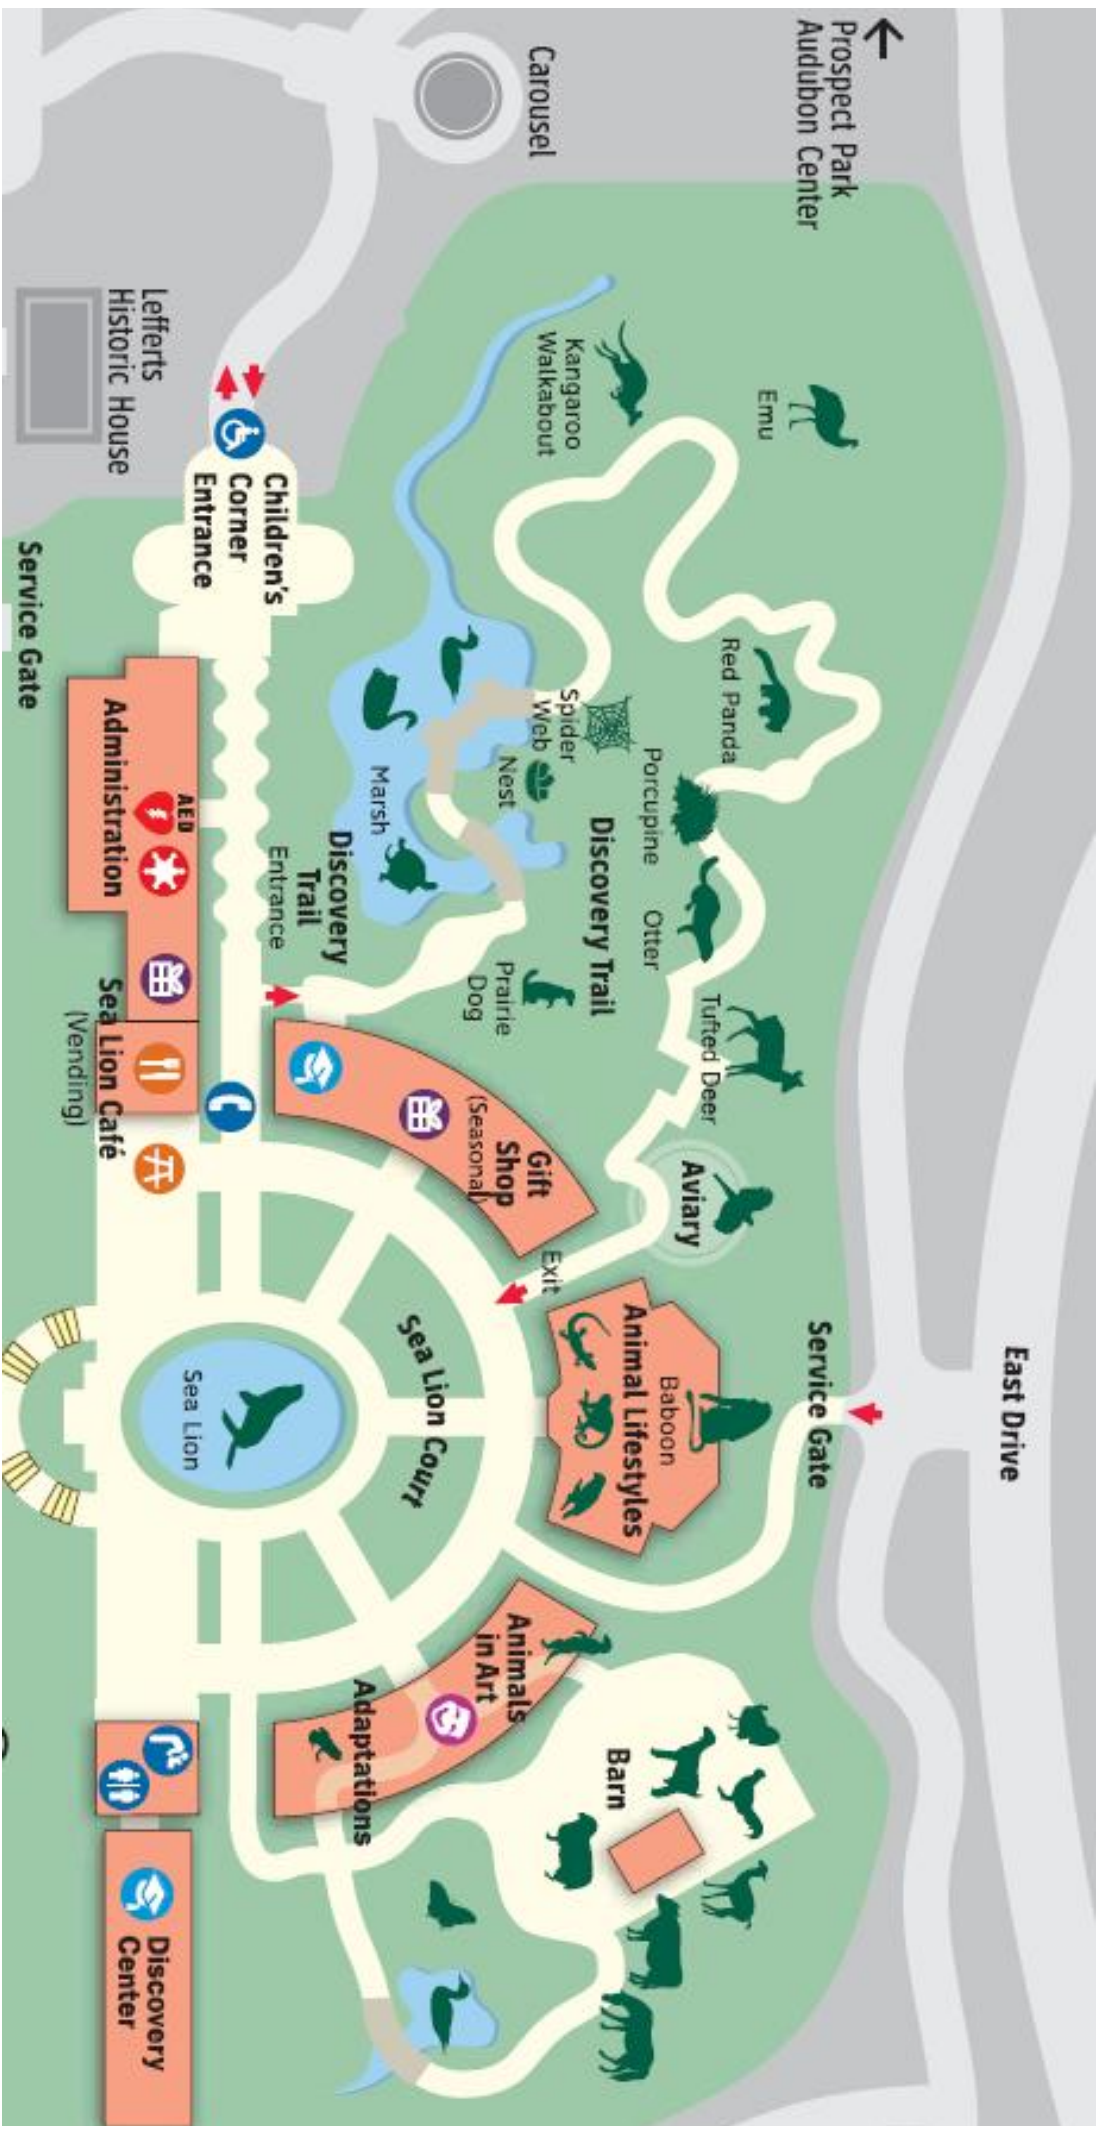 Prospect Park
Audubon Center
Carousel
Lefferts
Historic House
Children's
Corner
Entrance
Service Gate
Emu
Kangaroo
Walkabout
Red Panda
Spider
Web
Nest
Porcupine
Otter
Discovery Trail
Marsh
Discovery
Trail
Entrance
Prairie
Dog
Tufted Deer
Aviary
AED
Administration
Sea Lion Café
(Vending)
Gift
Shop
(Seasonal)
Exit
East Drive
Service Gate
Baboon
Animal Lifestyles
Sea Lion Court
Sea Lion
Animals
in Art
Adaptations
Barn
Discovery
Center